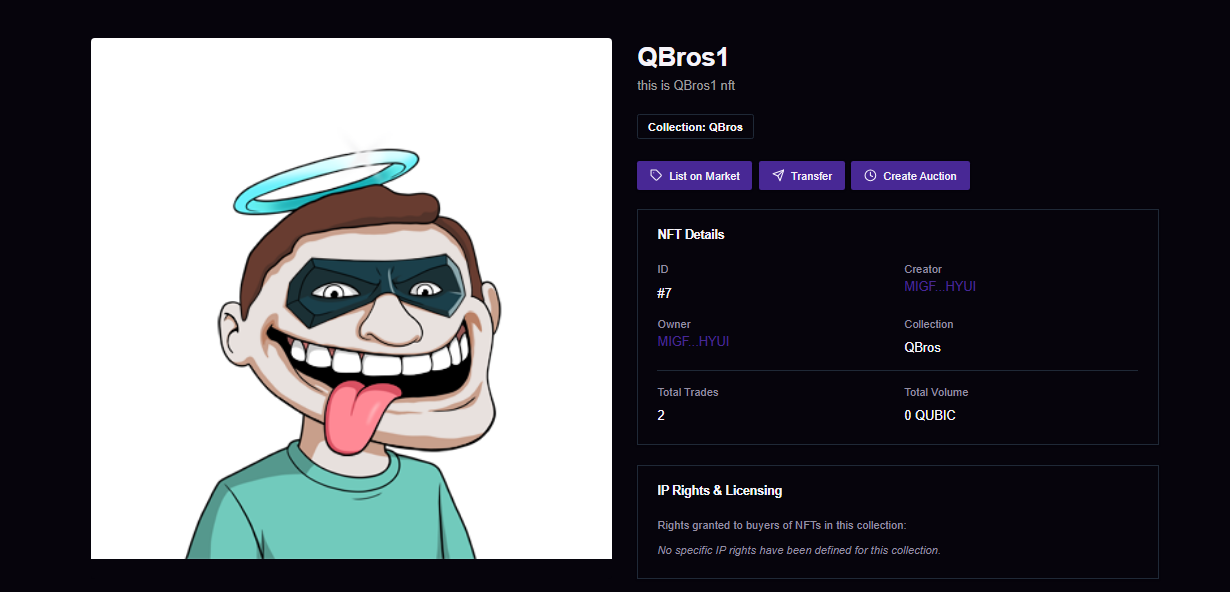 QBros1
this is QBros1 nft
Collection: QBros
List on Market
Transfer
Create Auction
NFT Details
ID
Creator
#7
MIGF...HYUI
Owner
Collection
MIGF...HYUI
QBros
Total Trades
Total Volume
2
0 QUBIC
IP Rights & Licensing
Rights granted to buyers of NFTs in this collection:
No specific IP rights have been defined for this collection.